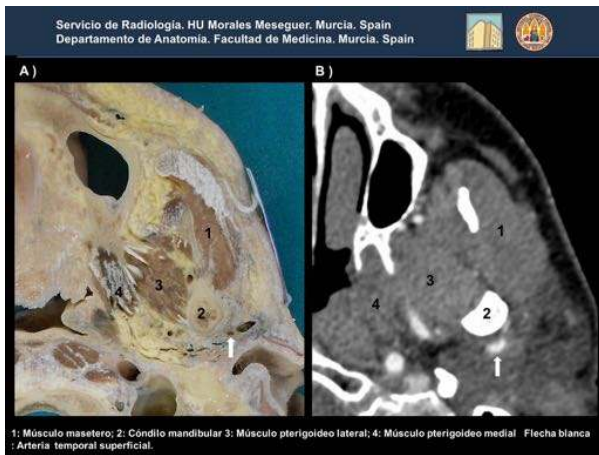 Servicio de Radiología. HU Morales Meseguer. Murcia. Spain
Departamento de Anatomía. Facultad de Medicina. Murcia. Spain
A )
B )
1
2
3
4
1
2
3
4
1: Músculo masetero; 2: Cóndilo mandibular 3: Músculo pterigoideo lateral; 4: Músculo pterigoideo medial Flecha blanca
: Arteria temporal superficial.